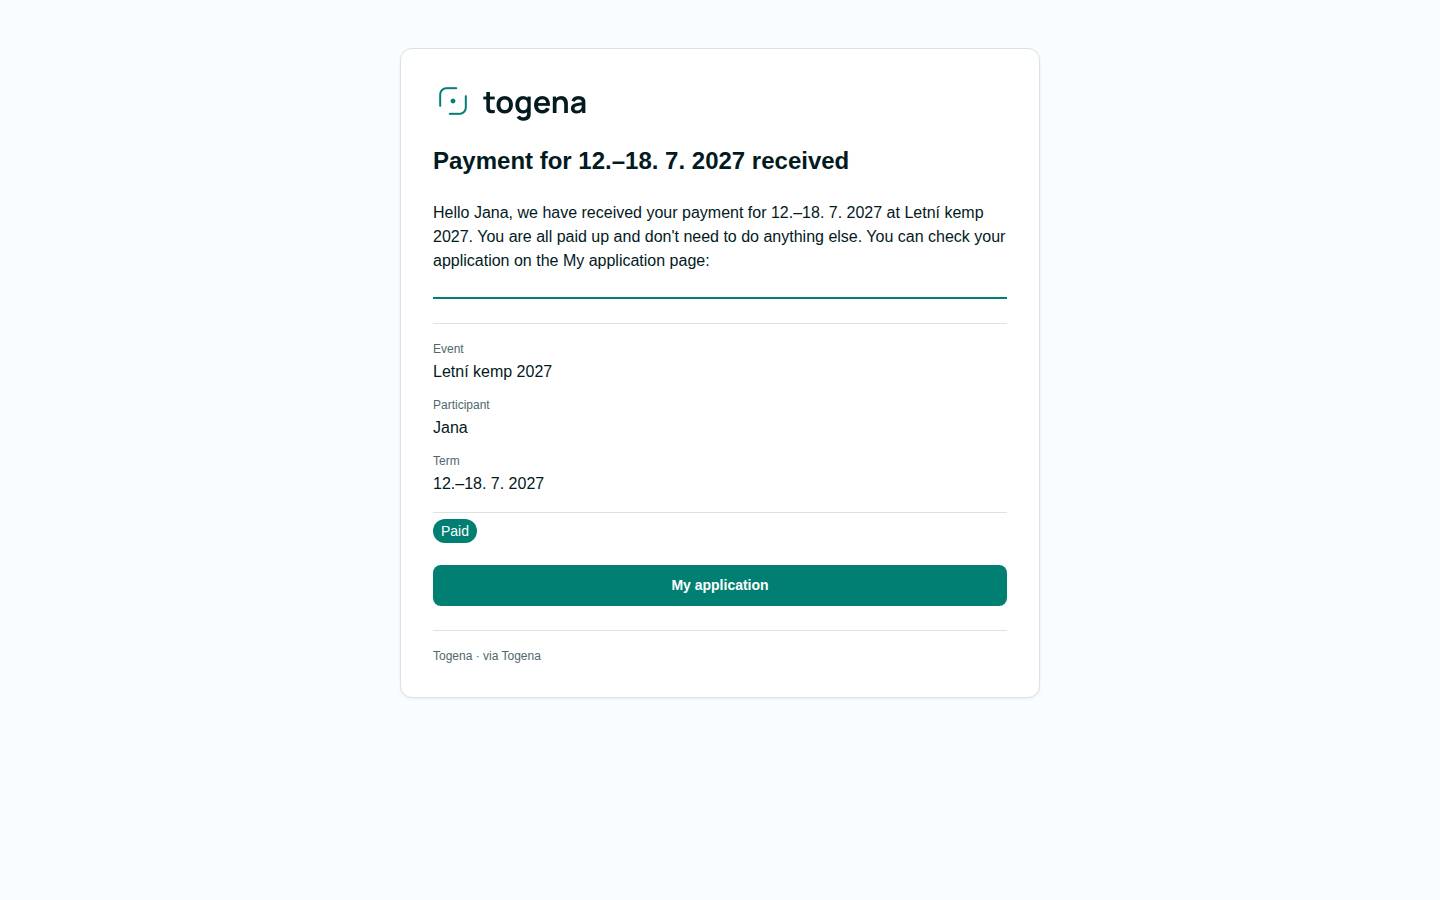 togena
Payment for 12.–18. 7. 2027 received
Hello Jana, we have received your payment for 12.–18. 7. 2027 at Letní kemp
2027. You are all paid up and don't need to do anything else. You can check your
application on the My application page:
Event
Letní kemp 2027
Participant
Jana
Term
12.–18. 7. 2027
Paid
My application
Togena · via Togena